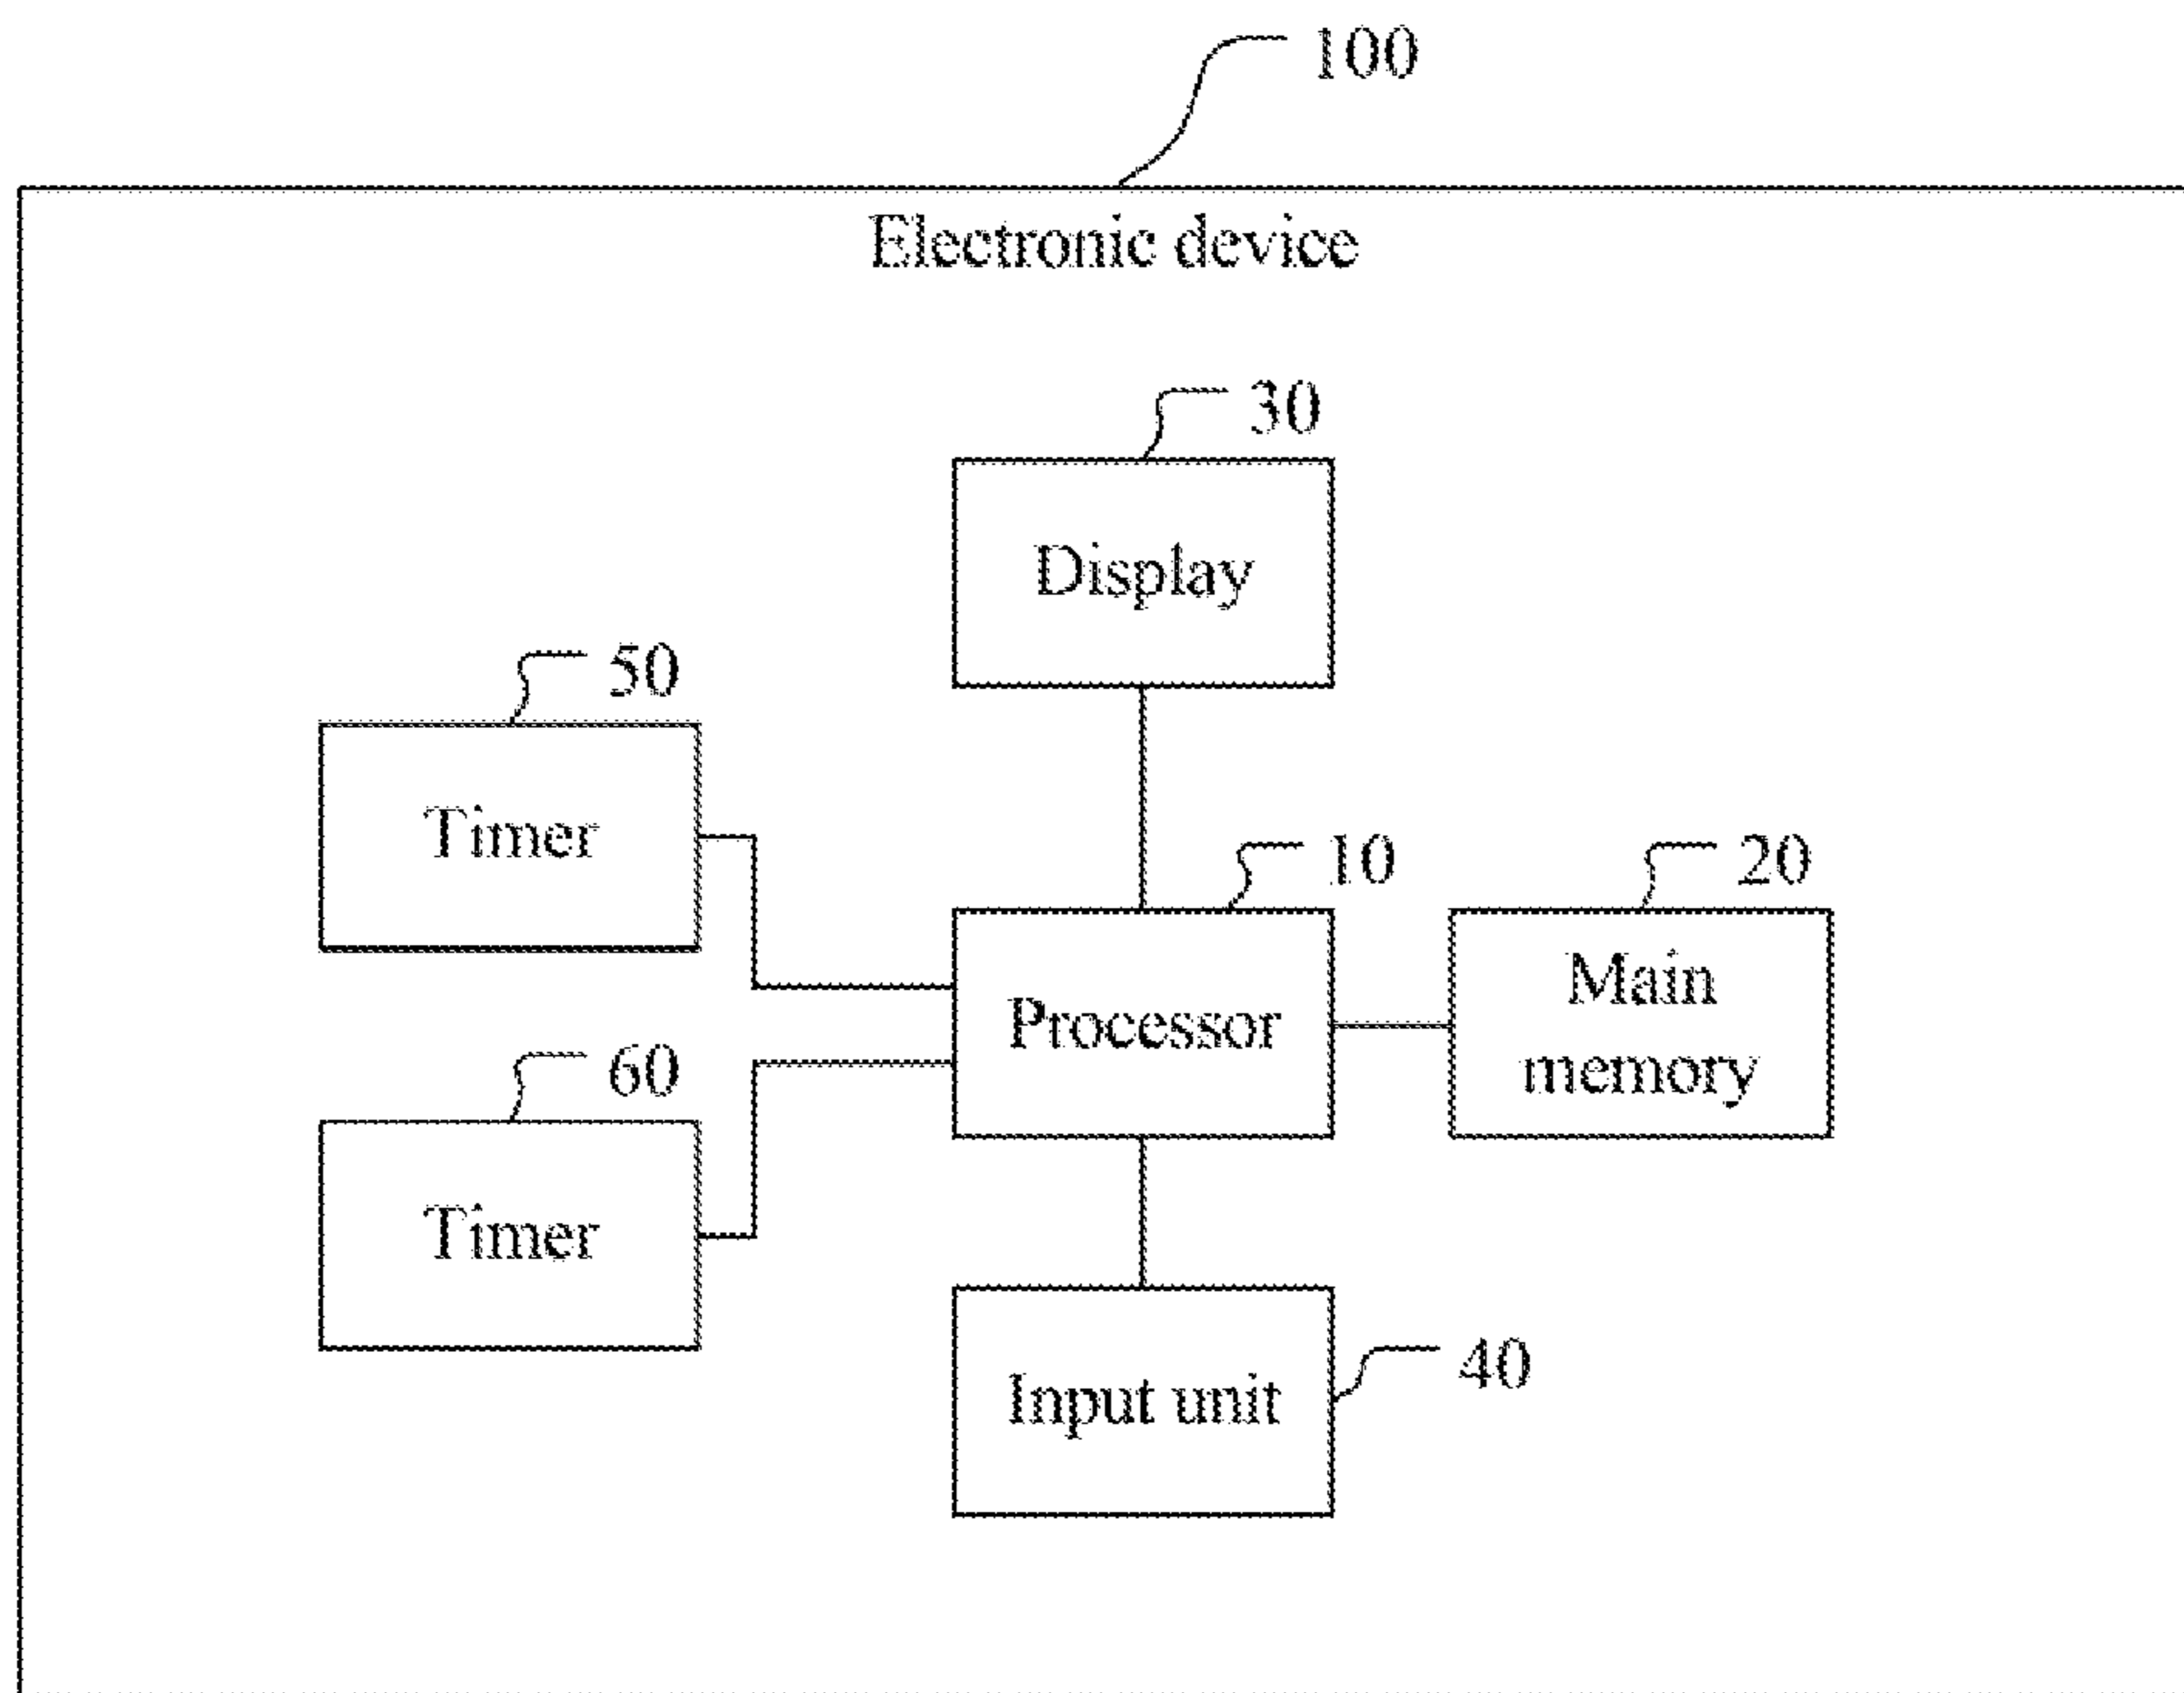 100
Electronic device
30
Display
50
Timer
10
20
Processor
Main
memory
60
Timer
40
Input unit